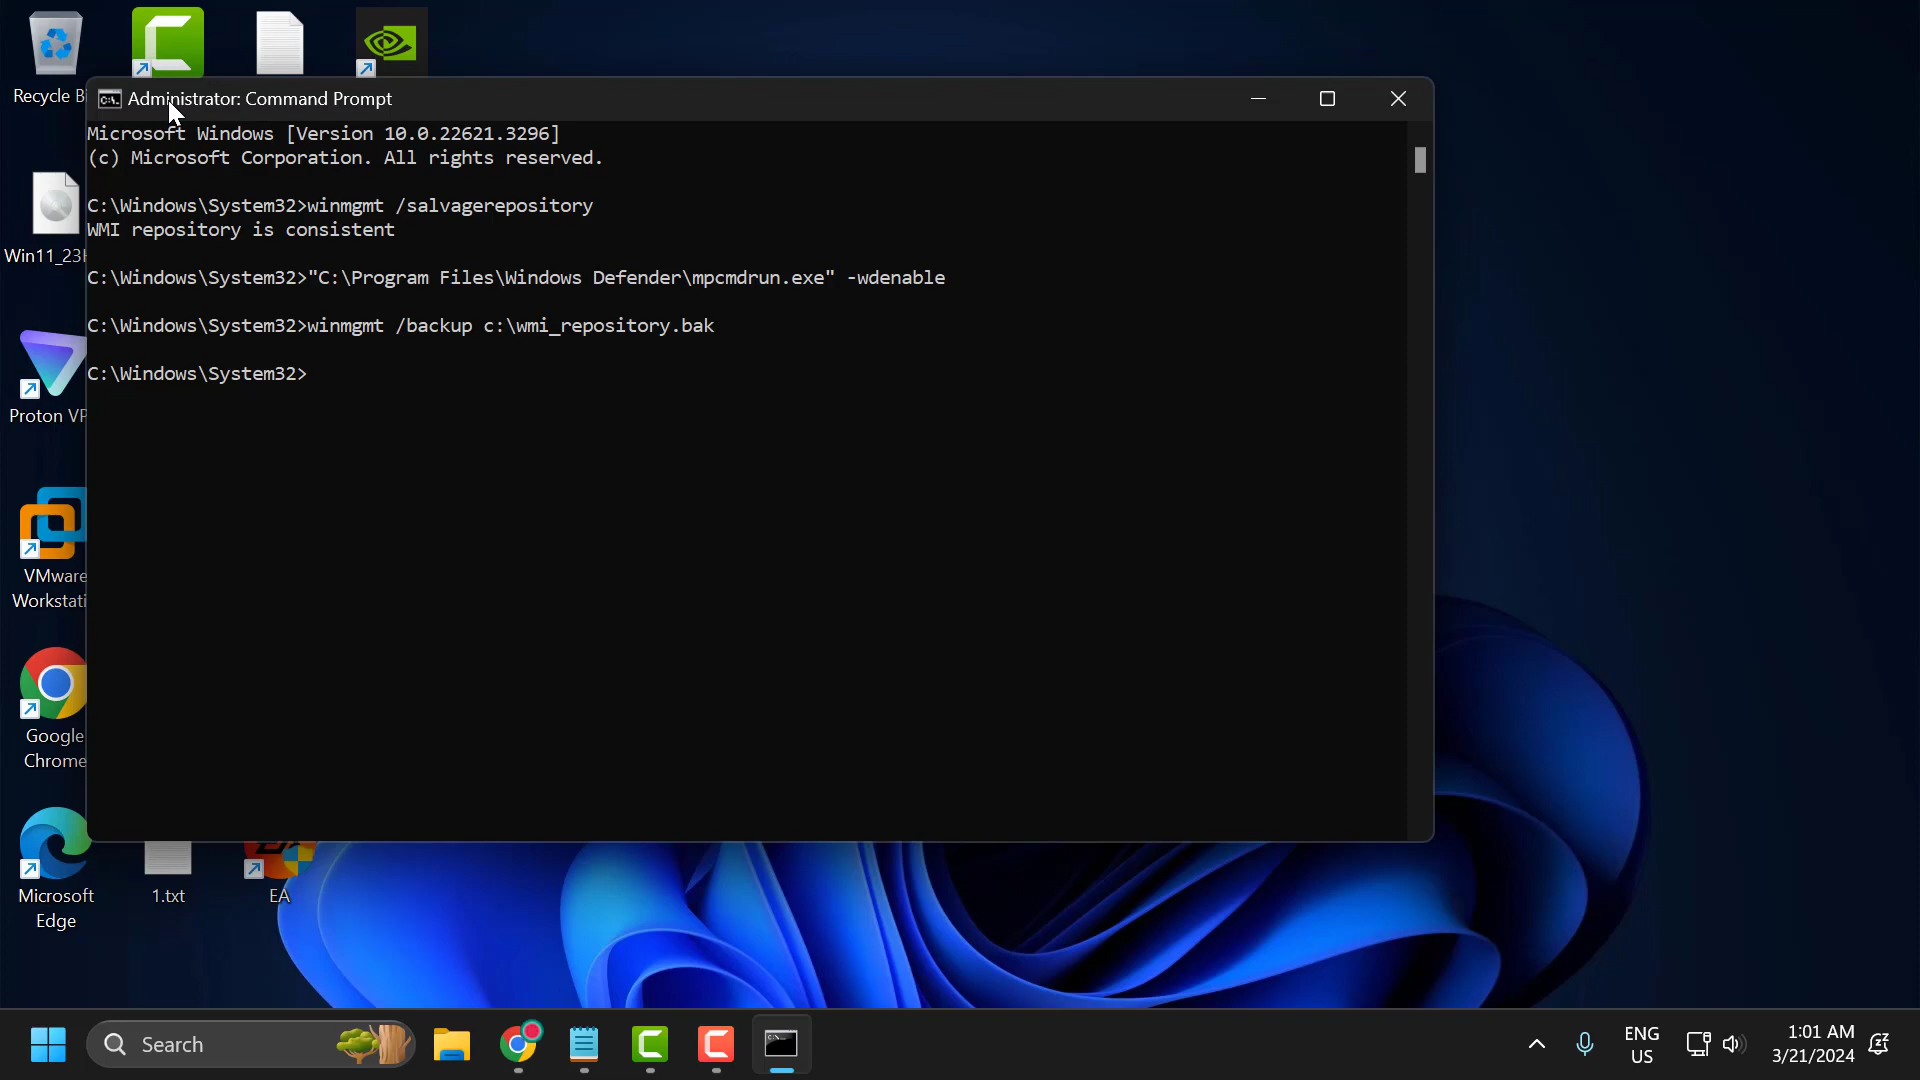 Recycle Bi
Administrator: Command Prompt
Microsoft Windows [Version 10.0.22621.3296]
(c) Microsoft Corporation. All rights reserved.
C:\Windows\System32>winmgmt /salvagerepository
WMI repository is consistent
C:\Windows\System32>"C:\Program Files\Windows Defender\mpcmdrun.exe" -wdenable
C:\Windows\System32>winmgmt /backup c:\wmi_repository.bak
C:\Windows\System32>
Win11_23H
Proton VP
VMware
Workstati
Google
Chrome
Microsoft
Edge
1.txt
EA
Search
ENG
US
1:01 AM
3/21/2024